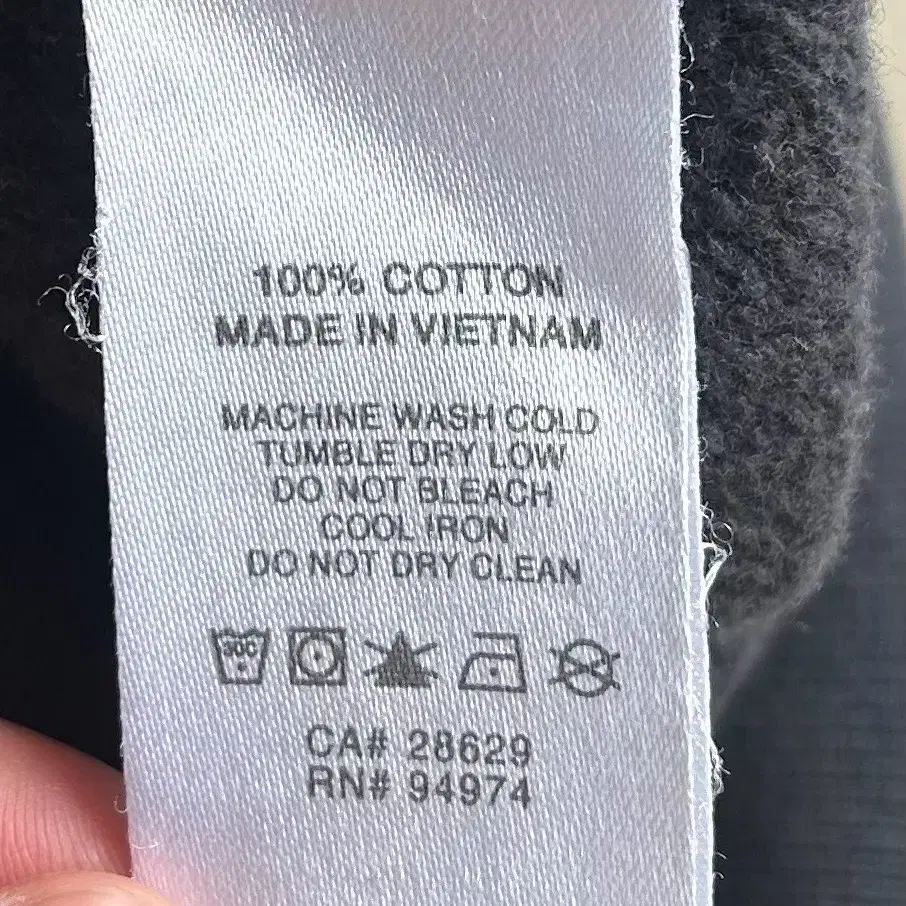 100% COTTON
MADE IN VIETNAM
MACHINE WASH COLD
TUMBLE DRY LOW
DO NOT BLEACH
COOL IRON
DO NOT DRY CLEAN
30C
CA# 28629
RN# 94974